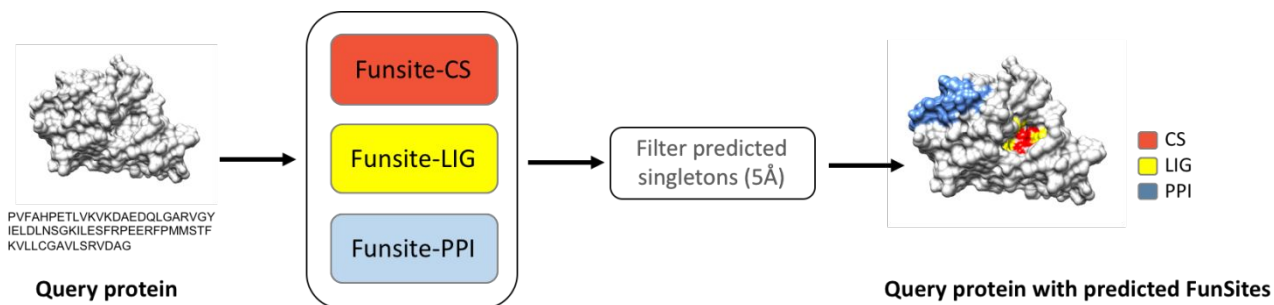 PVFAHPETLVKVKDAEDQLGARVGY
IELDLNSGKILESFRPEERFPMMSTF
KVLLCGAVLSRVDAG
Query protein
Funsite-CS
Funsite-LIG
Funsite-PPI
Filter predicted
singletons (5Å)
CS
LIG
PPI
Query protein with predicted FunSites